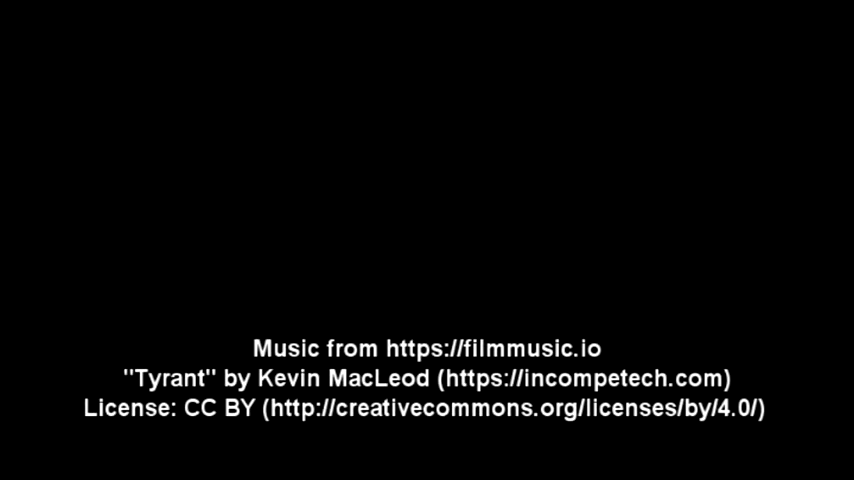 Music from https://filmmusic.io
"Tyrant" by Kevin MacLeod (https://incompetech.com)
License: CC BY (http://creativecommons.org/licenses/by/4.0/)